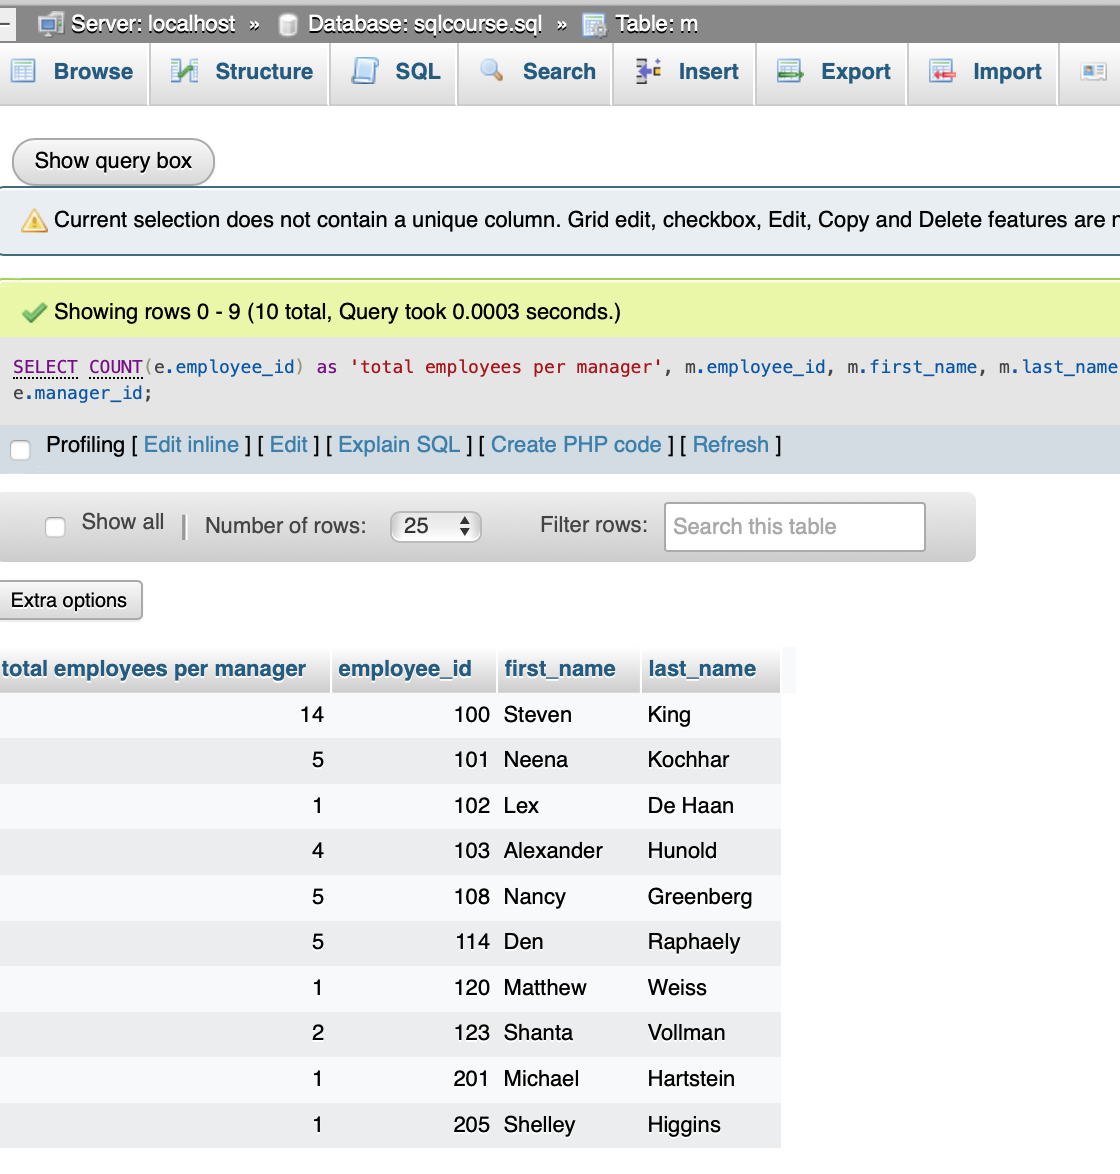 Server: localhost » Database: sqlcourse.sql » Table: m
Browse Structure SQL Search Insert Export Import
Show query box
Current selection does not contain a unique column. Grid edit, checkbox, Edit, Copy and Delete features are
Showing rows 0 - 9 (10 total, Query took 0.0003 seconds.)
SELECT COUNT(e.employee_id) as 'total employees per manager', m.employee_id, m.first_name, m.last_name
e.manager_id;
Profiling [ Edit inline ] [ Edit ] [ Explain SQL ] [ Create PHP code ] [ Refresh ]
Show all | Number of rows: 25 Filter rows: Search this table
Extra options
total employees per manager employee_id first_name last_name
14 100 Steven King
5 101 Neena Kochhar
1 102 Lex De Haan
4 103 Alexander Hunold
5 108 Nancy Greenberg
5 114 Den Raphaely
1 120 Matthew Weiss
2 123 Shanta Vollman
1 201 Michael Hartstein
1 205 Shelley Higgins